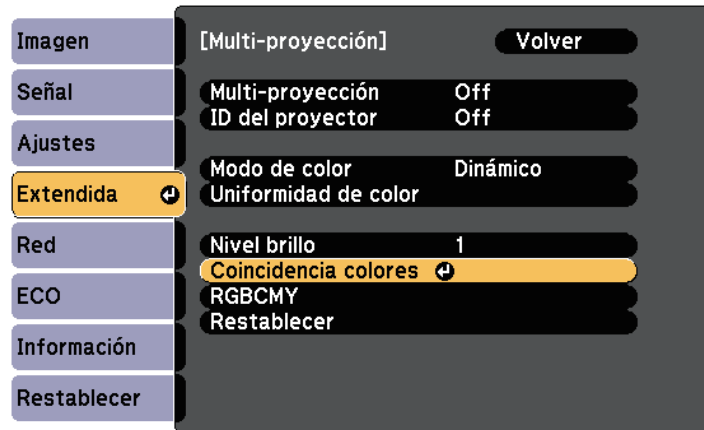 Imagen
Señal
Ajustes
Extendida
Red
ECO
Información
Restablecer
[Multi-proyección] Volver
Multi-proyección Off
ID del proyector Off
Modo de color Dinámico
Uniformidad de color
Nivel brillo 1
Coincidencia colores
RGBCMY
Restablecer